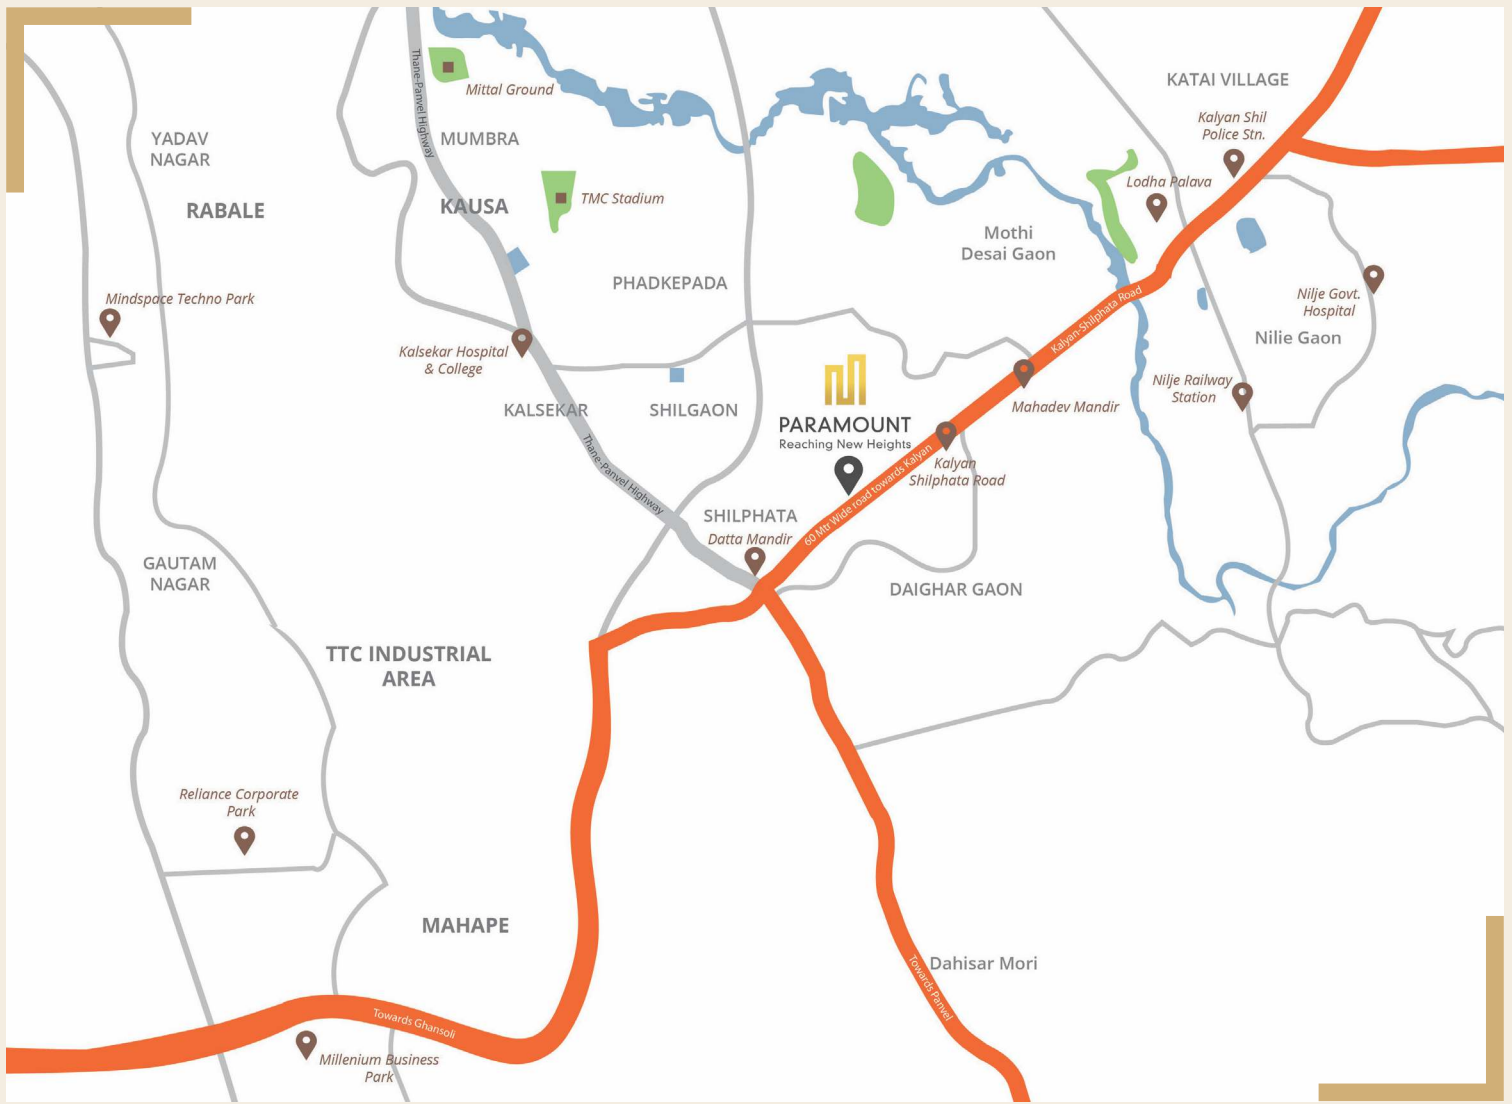 Thane-Panvel Highway
Mittal Ground
MUMBRA
KATAI VILLAGE
Kalyan Shil
Police Stn.
YADAV
NAGAR
RABALE
KAUSA
TMC Stadium
Lodha Palava
Mothi
Desai Gaon
PHADKEPADA
Mindspace Techno Park
Kalyan-Shilphata Road
Nilje Govt.
Hospital
Nilie Gaon
Kalsekar Hospital
& College
KALSEKAR
SHILGAON
PARAMOUNT
Reaching New Heights
Mahadev Mandir
Nilje Railway
Station
Thane-Panvel Highway
60 Mtr Wide road towards Kalyan
Kalyan
Shilphata Road
SHILPHATA
Datta Mandir
DAIGHAR GAON
GAUTAM
NAGAR
TTC INDUSTRIAL
AREA
Reliance Corporate
Park
MAHAPE
Dahisar Mori
Towards Panvel
Towards Ghansoli
Millenium Business
Park